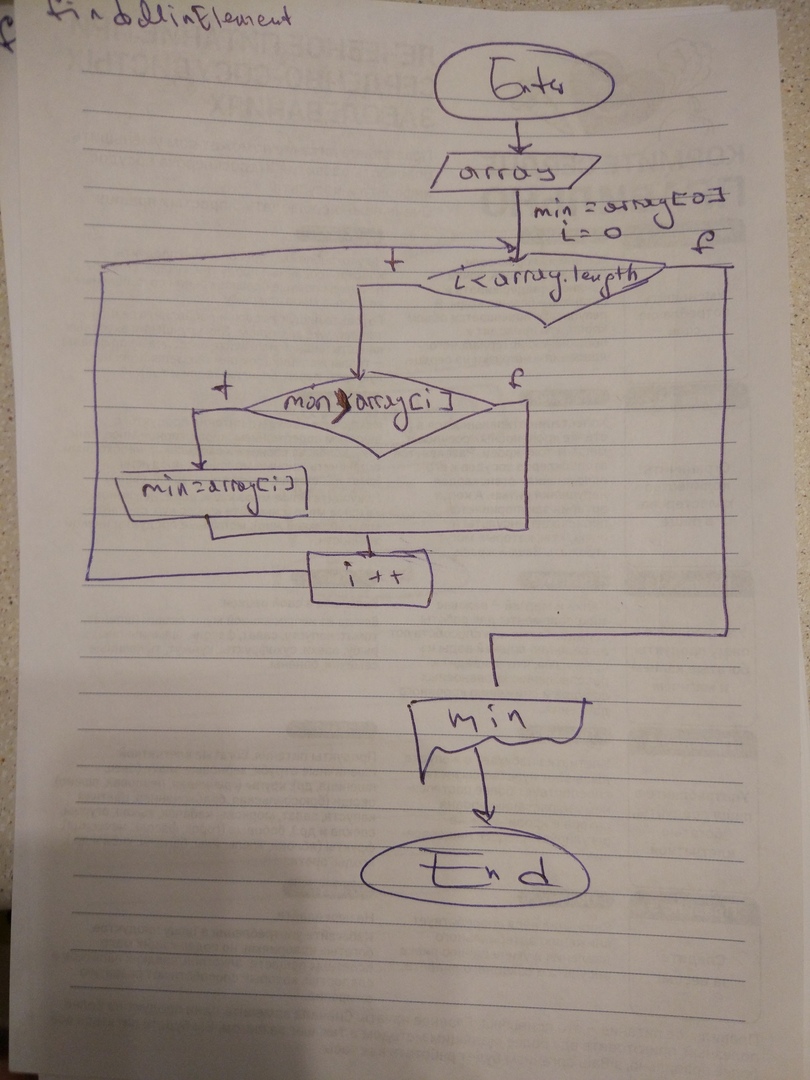 findMinElement
Enter
array
min = array[0]
i = 0
f
t
i < array.length
t
f
min > array[i]
min = array[i]
i ++
min
End